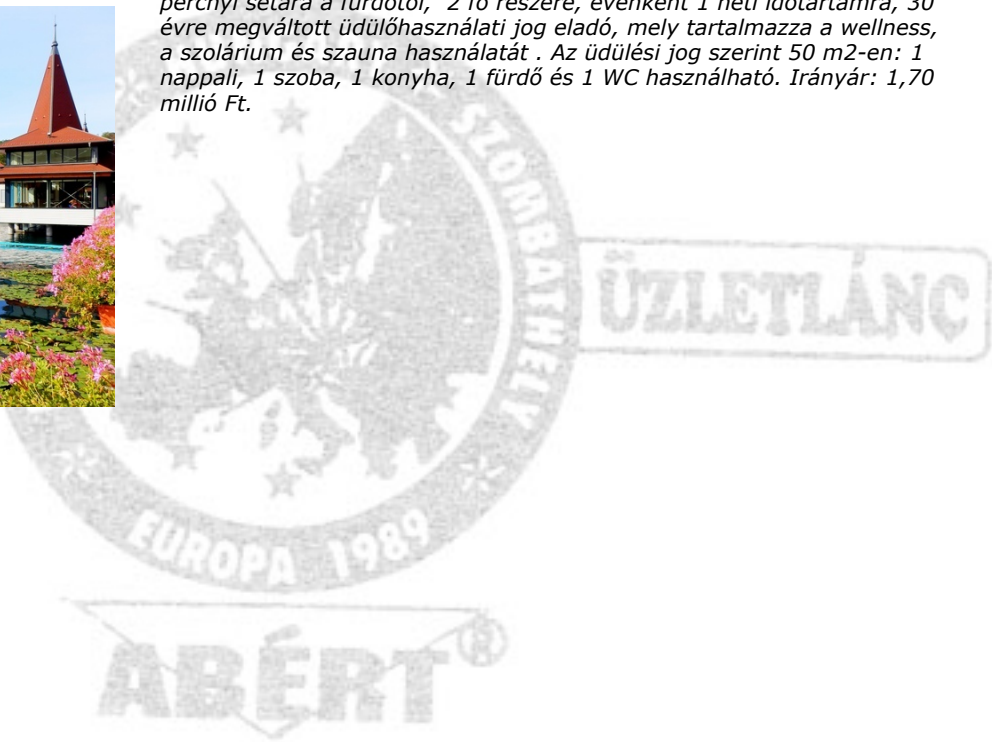 percnyi sétára a fürdőtől, 2 fő részére, évenként 1 heti időtartamra, 30
évre megváltott üdülőhasználati jog eladó, mely tartalmazza a wellness,
a szolárium és szauna használatát . Az üdülési jog szerint 50 m2-en: 1
nappali, 1 szoba, 1 konyha, 1 fürdő és 1 WC használható. Irányár: 1,70
millió Ft.
SZOMBATHELY
ÜZLETLÁNC
EUROPA 1989
ABÉRT®